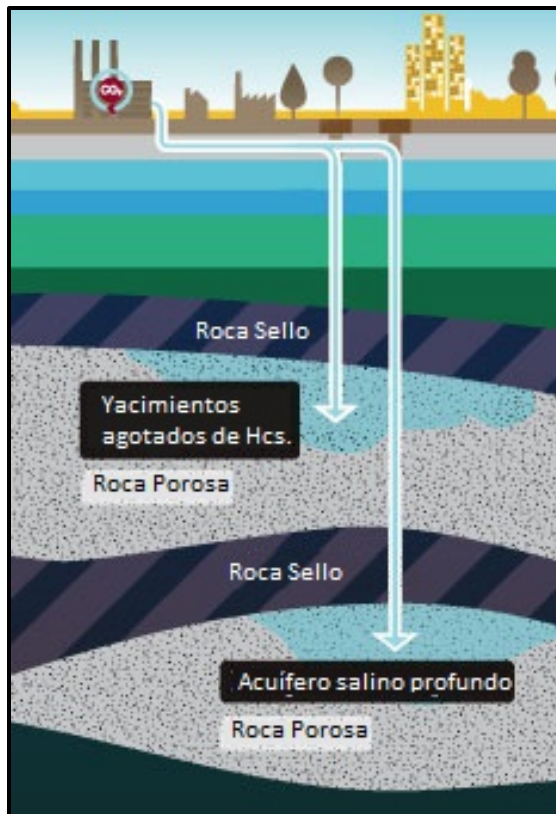 CO₂
Roca Sello
Yacimientos
agotados de Hcs.
Roca Porosa
Roca Sello
Acuífero salino profundo
Roca Porosa